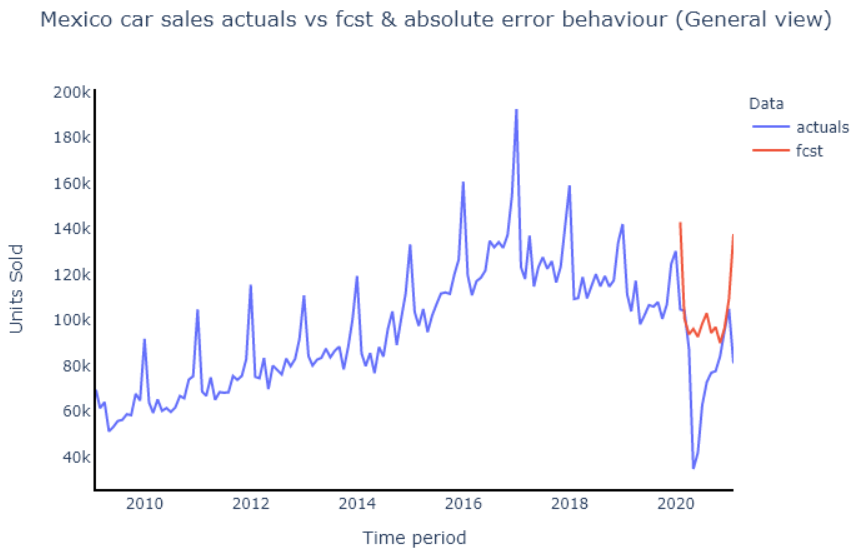 Mexico car sales actuals vs fcst & absolute error behaviour (General view)
200k
180k
160k
140k
120k
100k
80k
60k
40k
Units Sold
2010
2012
2014
2016
2018
2020
Time period
Data
actuals
fcst